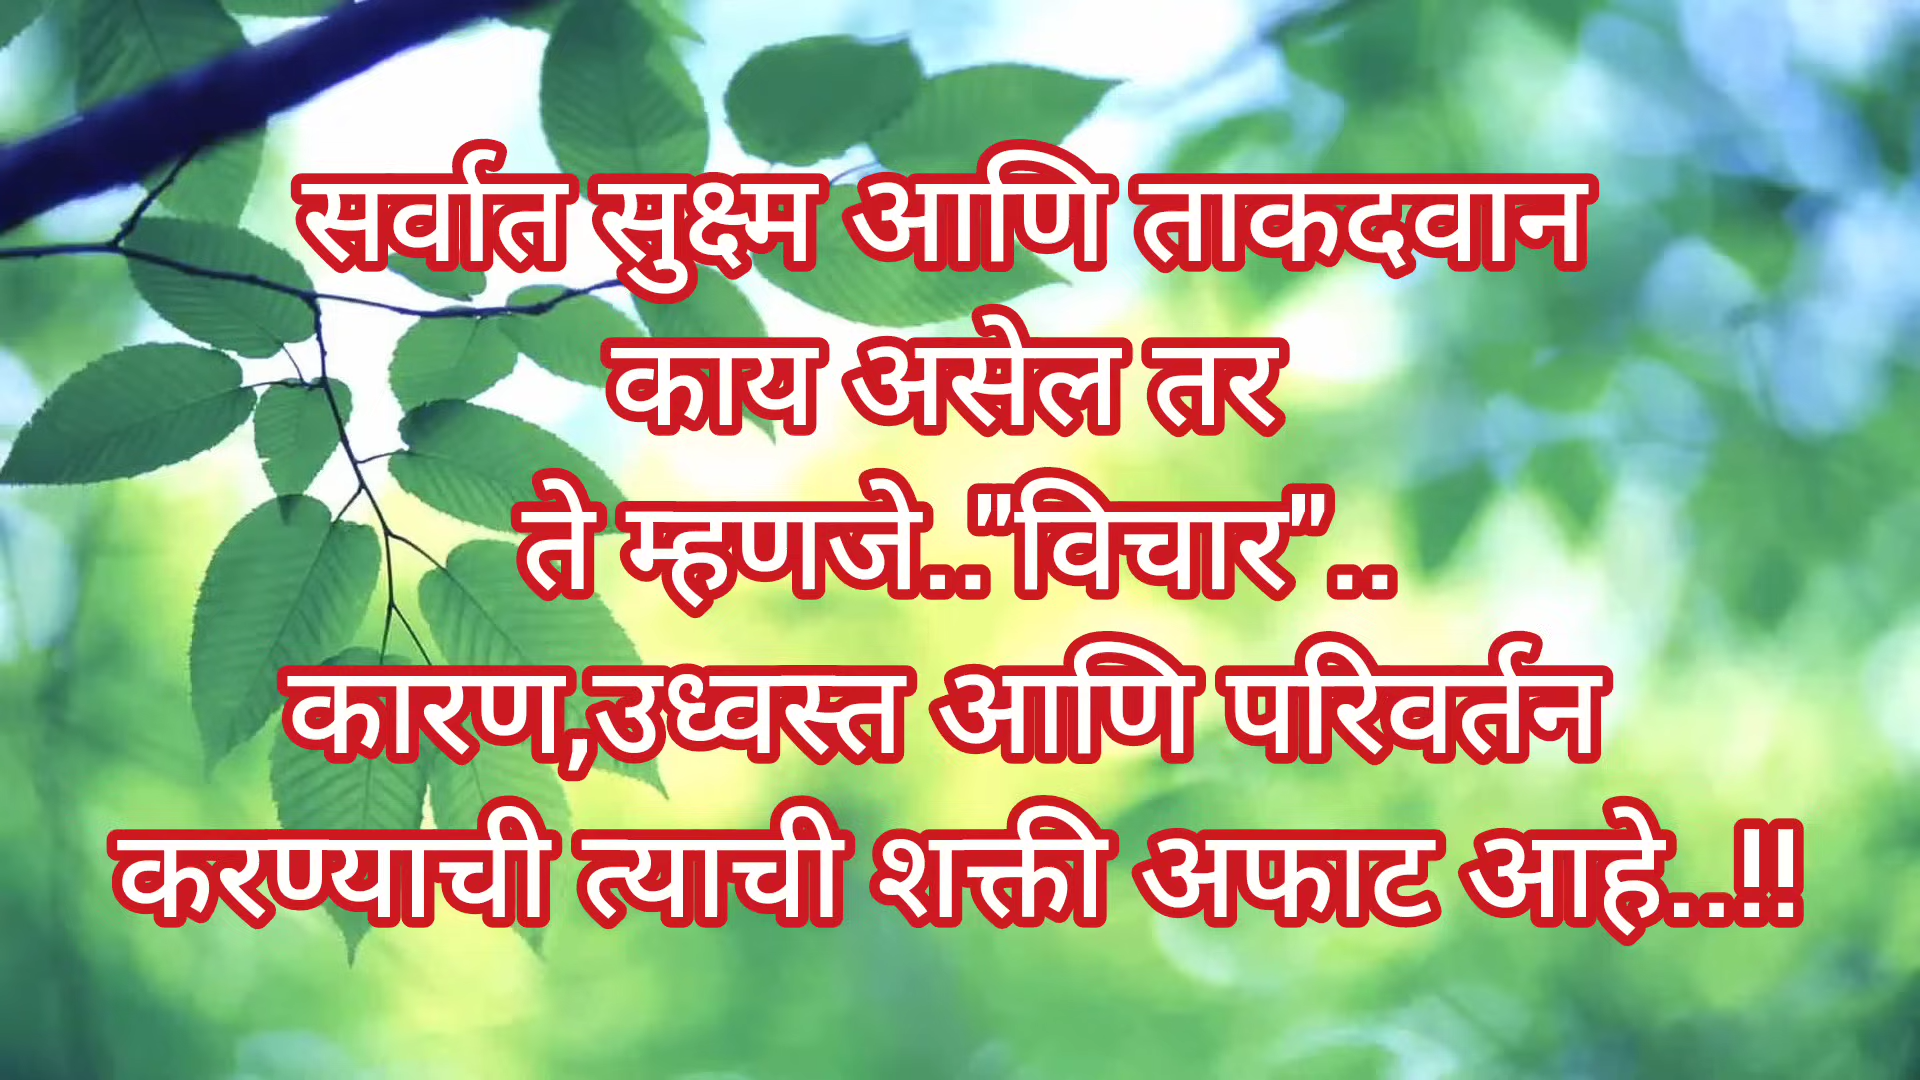 सर्वात सुक्ष्म आणि ताकदवान
काय असेल तर
ते म्हणजे.."विचार"..
कारण,उध्वस्त आणि परिवर्तन
करण्याची त्याची शक्ती अफाट आहे..!!